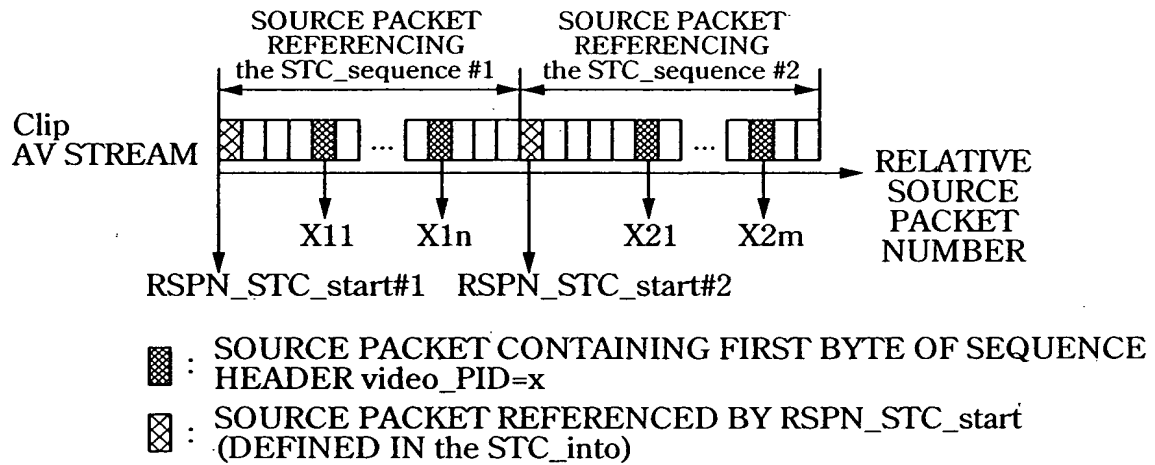 SOURCE PACKET
REFERENCING
the STC_sequence #1
SOURCE PACKET
REFERENCING
the STC_sequence #2
Clip
AV STREAM
...
...
RELATIVE
SOURCE
PACKET
NUMBER
X11
X1n
X21
X2m
RSPN_STC_start#1
RSPN_STC_start#2
: SOURCE PACKET CONTAINING FIRST BYTE OF SEQUENCE
HEADER video_PID=x
: SOURCE PACKET REFERENCED BY RSPN_STC_start
(DEFINED IN the STC_into)